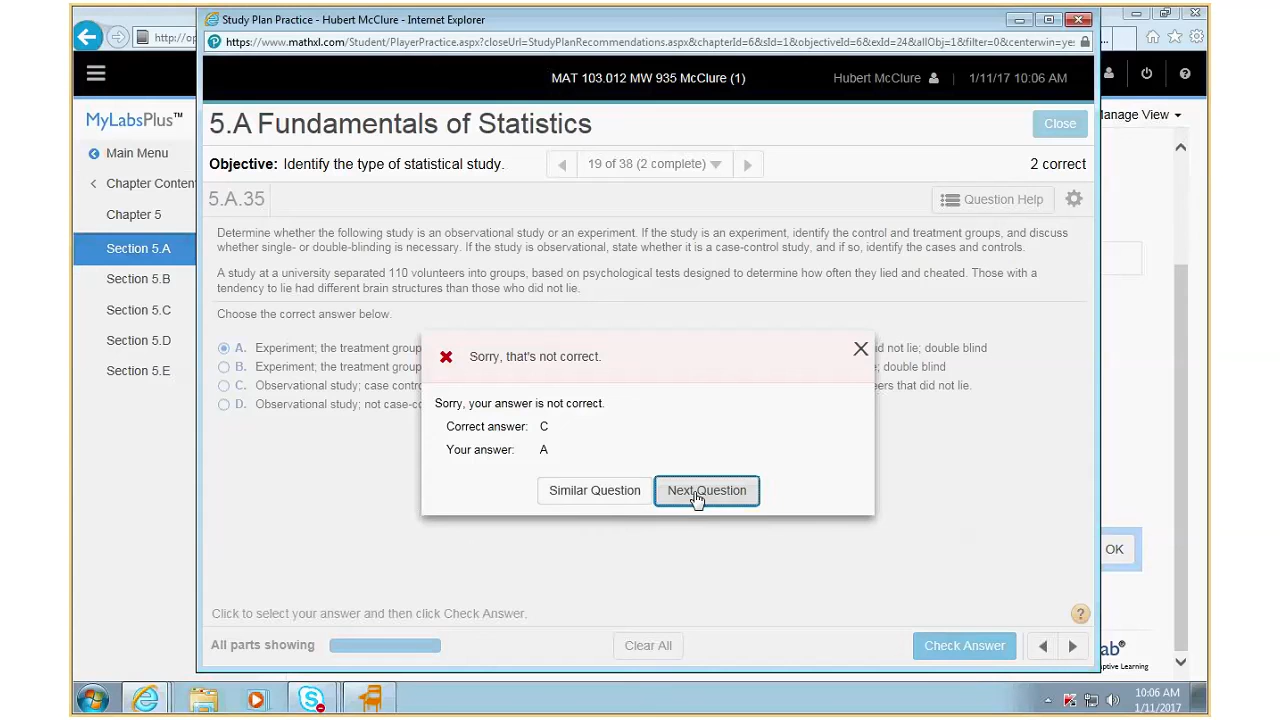 Study Plan Practice - Hubert McClure - Internet Explorer
http://op
https://www.mathxl.com/Student/PlayerPractice.aspx?closeUrl=StudyPlanRecommendations.aspx&chapterId=6&sId=1&objectiveId=6&exId=24&allObj=1&filter=0&centerwin=yes
...
MAT 103.012 MW 935 McClure (1)
Hubert McClure
1/11/17 10:06 AM
MyLabsPlus™
5.A Fundamentals of Statistics
Close
anage View
Main Menu
Objective: Identify the type of statistical study.
19 of 38 (2 complete)
2 correct
Chapter Conten
5.A.35
Question Help
Chapter 5
Determine whether the following study is an observational study or an experiment. If the study is an experiment, identify the control and treatment groups, and discuss
whether single- or double-blinding is necessary. If the study is observational, state whether it is a case-control study, and if so, identify the cases and controls.
Section 5.A
A study at a university separated 110 volunteers into groups, based on psychological tests designed to determine how often they lied and cheated. Those with a
tendency to lie had different brain structures than those who did not lie.
Section 5.B
Section 5.C
Choose the correct answer below.
Section 5.D
A. Experiment; the treatment group
did not lie; double blind
B. Experiment; the treatment group
; double blind
Section 5.E
C. Observational study; case contro
eers that did not lie.
D. Observational study; not case-co
Sorry, that's not correct.
Sorry, your answer is not correct.
Correct answer: C
Your answer: A
Similar Question
Next Question
OK
Click to select your answer and then click Check Answer.
?
All parts showing
Clear All
Check Answer
ab®
aptive Learning
10:06 AM
1/11/2017